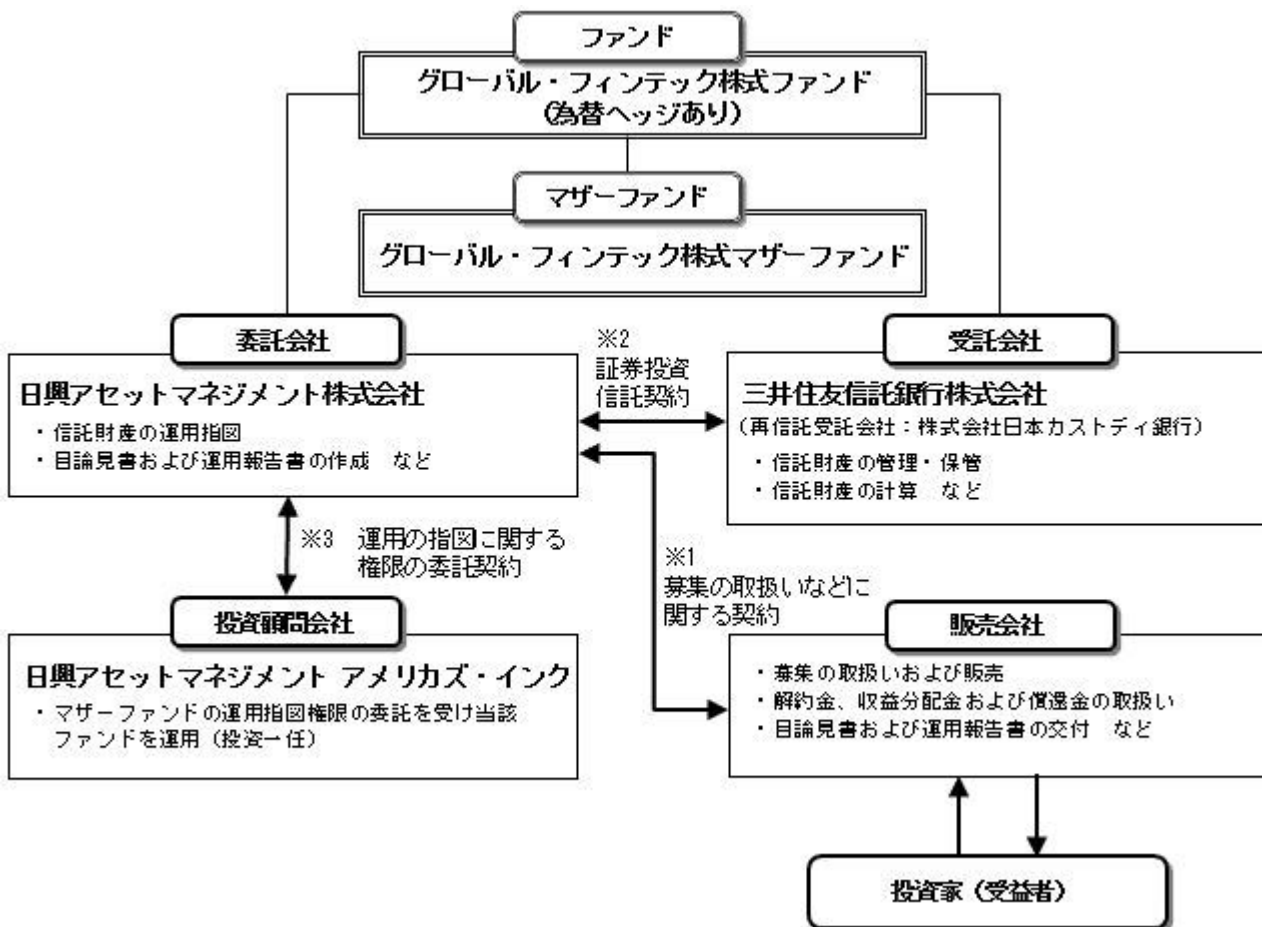 ファンド
グローバル・フィンテック株式ファンド
(為替ヘッジあり)
マザーファンド
グローバル・フィンテック株式マザーファンド
委託会社
日興アセットマネジメント株式会社
・信託財産の運用指図
・目論見書および運用報告書の作成 など
※2
証券投資
信託契約
受託会社
三井住友信託銀行株式会社
(再信託受託会社:株式会社日本カストディ銀行)
・信託財産の管理・保管
・信託財産の計算 など
※3 運用の指図に関する
権限の委託契約
※1
募集の取扱いなどに
関する契約
投資顧問会社
日興アセットマネジメント アメリカズ・インク
・マザーファンドの運用指図権限の委託を受け当該
ファンドを運用(投資一任)
販売会社
・募集の取扱いおよび販売
・解約金、収益分配金および償還金の取扱い
・目論見書および運用報告書の交付 など
投資家(受益者)